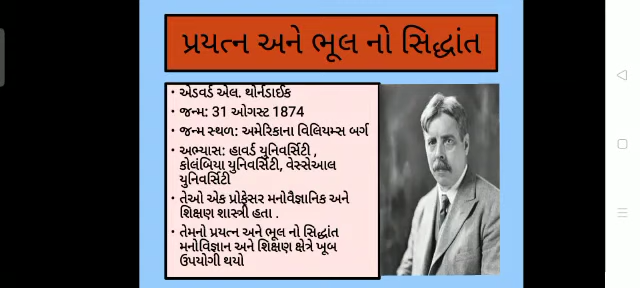 પ્રયત્ન અને ભૂલ નો સિદ્ધાંત
• એડવર્ડ એલ. થોર્નડાઈક
• જન્મ: 31 ઓગસ્ટ 1874
• જન્મ સ્થળ: અમેરિકાના વિલિયમ્સ બર્ગ
• અભ્યાસ: હાવર્ડ યુનિવર્સિટી ,
કોલંબિયા યુનિવર્સિટી, વેસ્સેઆલ
યુનિવર્સિટી
• તેઓ એક પ્રોફેસર મનોવૈજ્ઞાનિક અને
શિક્ષણ શાસ્ત્રી હતા .
• તેમનો પ્રયત્ન અને ભૂલ નો સિદ્ધાંત
મનોવિજ્ઞાન અને શિક્ષણ ક્ષેત્રે ખૂબ
ઉપયોગી થયો